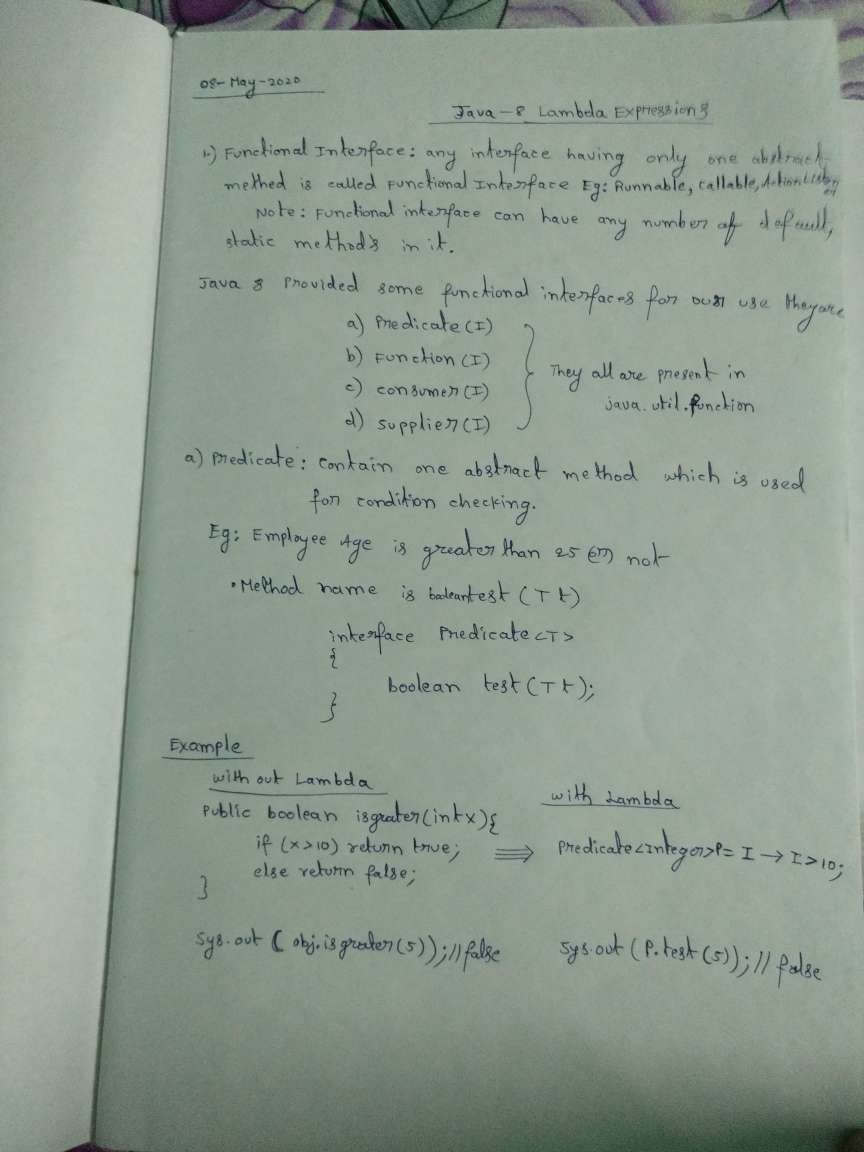 08-May-2020
Java-8 Lambda Expressions
1.) Functional Interface: any interface having only one abstract
method is called Functional Interface Eg: Runnable, Callable, ActionListener
Note: Functional interface can have any number of default,
static method's in it.
Java 8 Provided some functional interfaces for our use they are
a) Predicate(I)
b) Function(I)
c) consumer(I)
d) supplier(I)
They all are present in
java.util.function
a) Predicate: contain one abstract method which is used
for condition checking.
Eg: Employee Age is greater than 25 (or) not
• Method name is boolean test (T t)
interface Predicate<T>
{
boolean test (T t);
}
Example
with out Lambda
public boolean isgrater(int x){
if (x>10) return true;
else return false;
}
Sys.out ( obj.isgreater(5)); // false
with Lambda
⇒ Predicate<Integer>P= I → I>10;
Sys.out (P.test(5)); // false